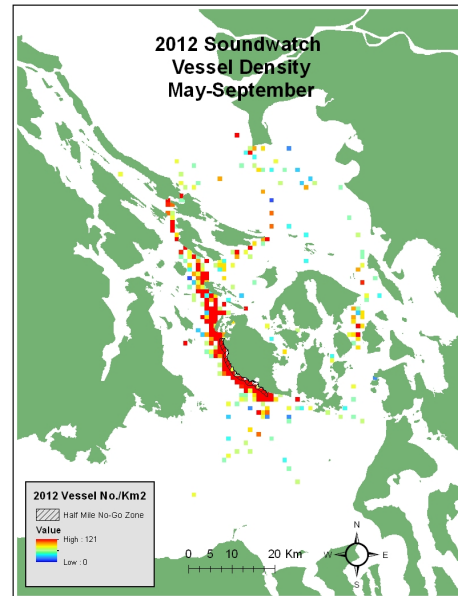 2012 Soundwatch
Vessel Density
May-September
2012 Vessel No./Km2
Half Mile No-Go Zone
Value
High : 121
Low : 0
0 5 10 20 Km
N
W E
S